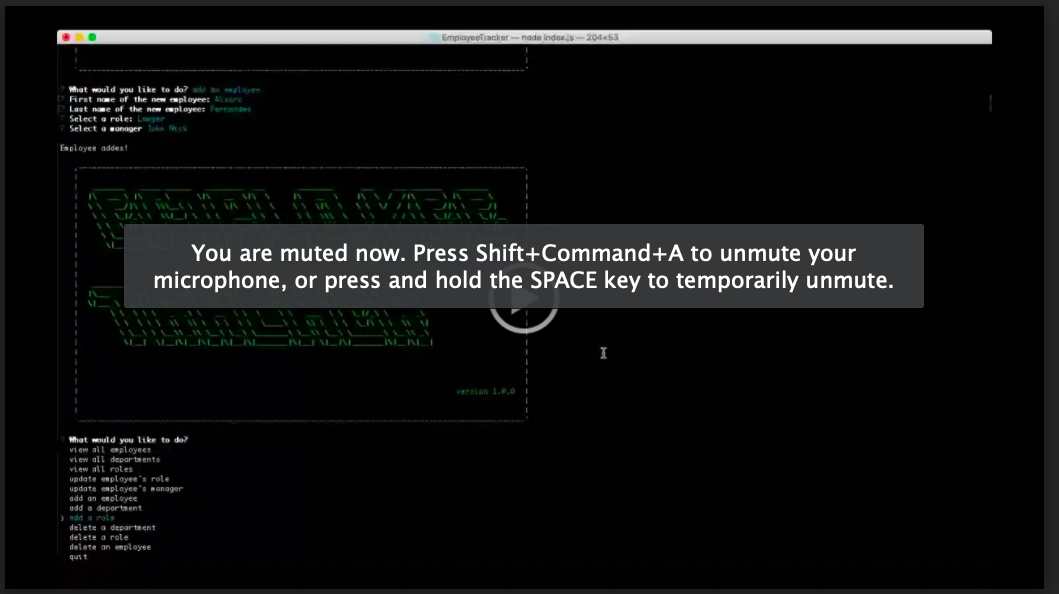 EmployeeTracker — node index.js — 204×53
? What would you like to do? add an employee
? First name of the new employee: Alvaro
? Last name of the new employee: Fernandes
? Select a role: Lawyer
? Select a manager John Wick
Employee addes!
EMPLOYEE
You are muted now. Press Shift+Command+A to unmute your
microphone, or press and hold the SPACE key to temporarily unmute.
TRACKER
version 1.0.0
? What would you like to do?
view all employees
view all departments
view all roles
update employee's role
update employee's manager
add an employee
add a department
❯ add a role
delete a department
delete a role
delete an employee
quit